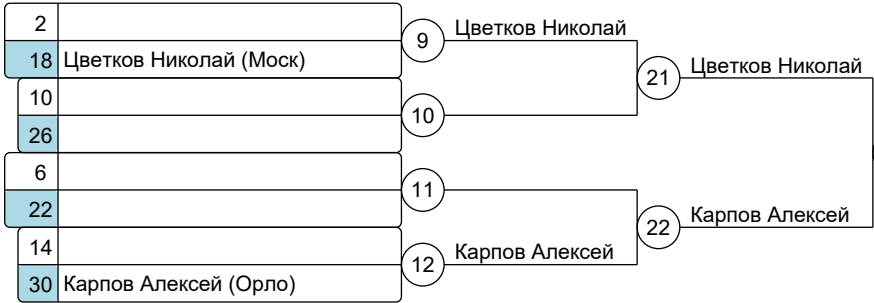 2
18 Цветков Николай (Моск)
9 Цветков Николай
10
26
10
21 Цветков Николай
6
22
11
14
30 Карпов Алексей (Орло)
12 Карпов Алексей
22 Карпов Алексей